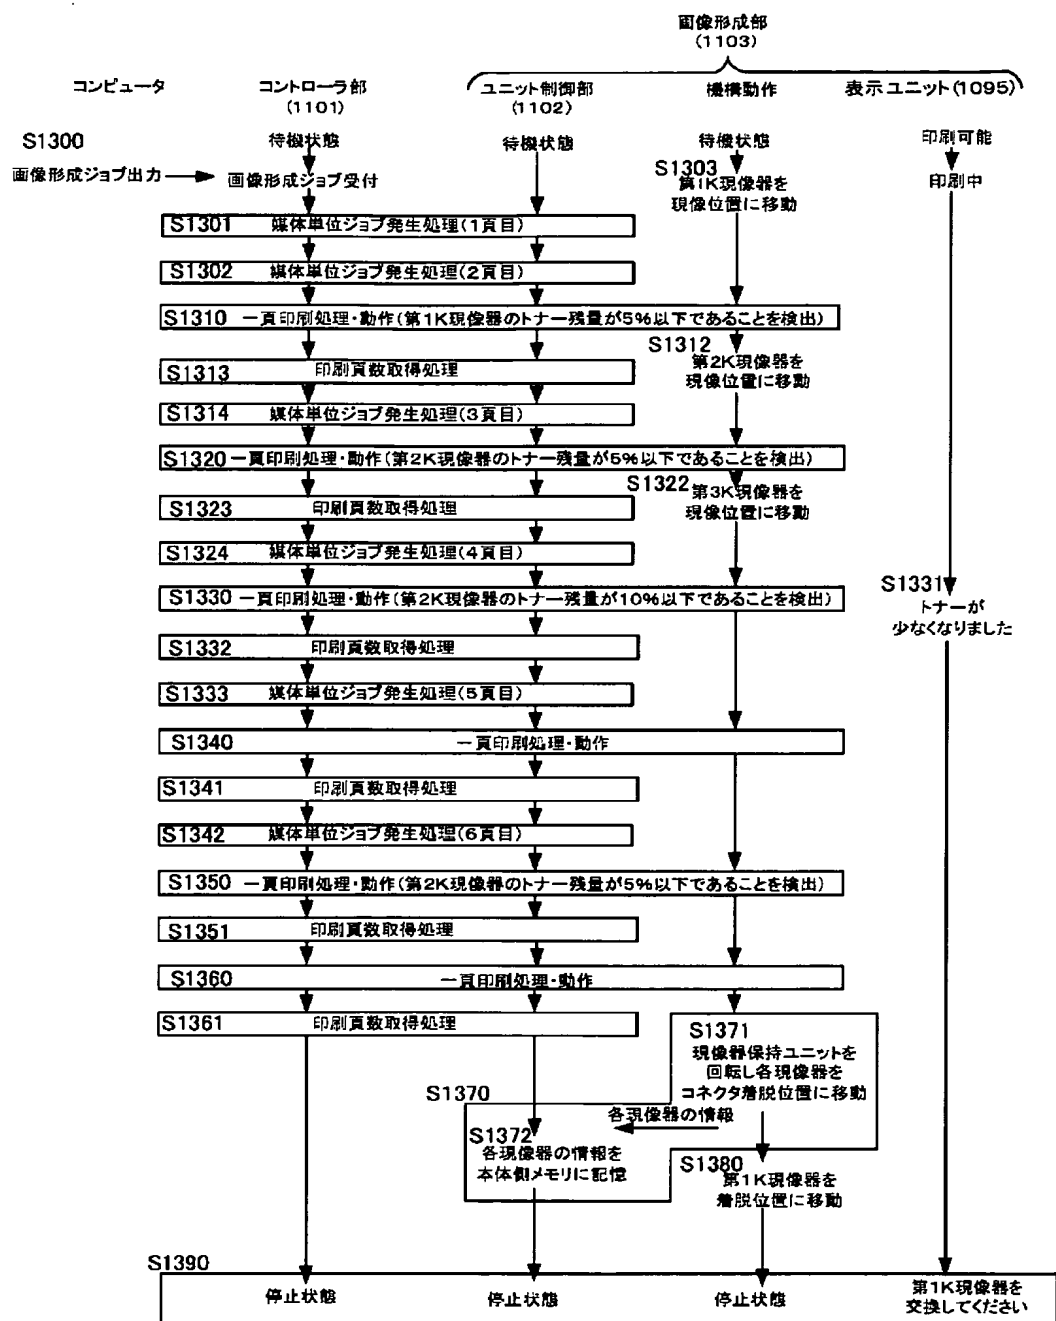 画像形成部
(1103)
コンピュータ
コントローラ部
(1101)
ユニット制御部
(1102)
機構動作
表示ユニット(1095)
S1300
待機状態
待機状態
待機状態
印刷可能
画像形成ジョブ出力
画像形成ジョブ受付
S1303
第1K現像器を
現像位置に移動
印刷中
S1301 媒体単位ジョブ発生処理(1頁目)
S1302 媒体単位ジョブ発生処理(2頁目)
S1310 一頁印刷処理・動作(第1K現像器のトナー残量が5%以下であることを検出)
S1312
第2K現像器を
現像位置に移動
S1313 印刷頁数取得処理
S1314 媒体単位ジョブ発生処理(3頁目)
S1320 一頁印刷処理・動作(第2K現像器のトナー残量が5%以下であることを検出)
S1322
第3K現像器を
現像位置に移動
S1323 印刷頁数取得処理
S1324 媒体単位ジョブ発生処理(4頁目)
S1330 一頁印刷処理・動作(第2K現像器のトナー残量が10%以下であることを検出)
S1331
トナーが
少なくなりました
S1332 印刷頁数取得処理
S1333 媒体単位ジョブ発生処理(5頁目)
S1340 一頁印刷処理・動作
S1341 印刷頁数取得処理
S1342 媒体単位ジョブ発生処理(6頁目)
S1350 一頁印刷処理・動作(第2K現像器のトナー残量が5%以下であることを検出)
S1351 印刷頁数取得処理
S1360 一頁印刷処理・動作
S1361 印刷頁数取得処理
S1371
現像器保持ユニットを
回転し各現像器を
コネクタ着脱位置に移動
S1370
各現像器の情報
S1372
各現像器の情報を
本体側メモリに記憶
S1380
第1K現像器を
着脱位置に移動
S1390
停止状態
停止状態
停止状態
第1K現像器を
交換してください